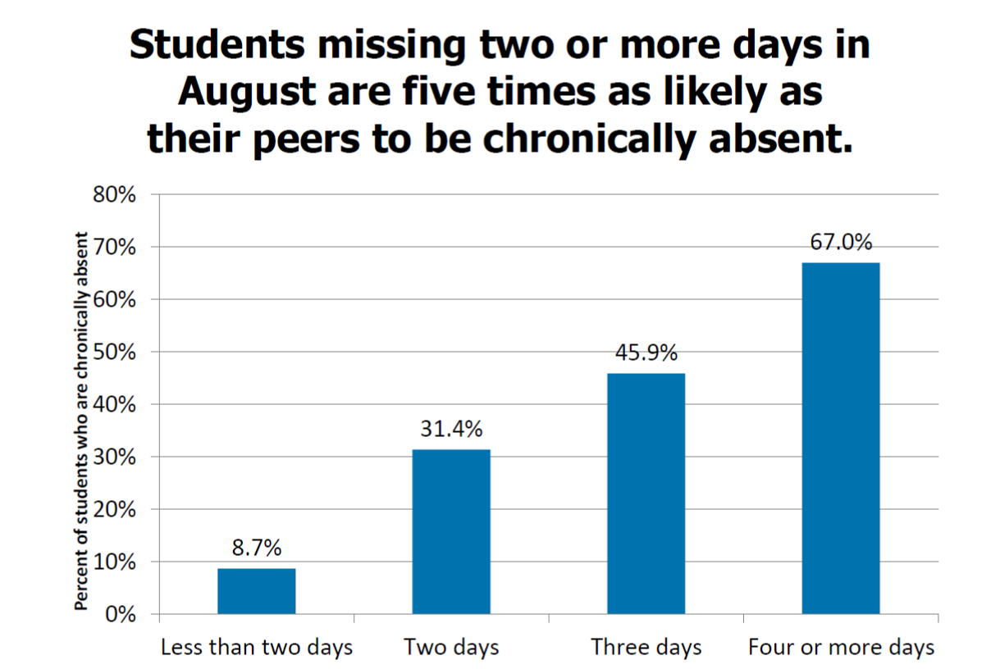 Students missing two or more days in
August are five times as likely as
their peers to be chronically absent.
Percent of students who are chronically absent
80%
70%
60%
50%
40%
30%
20%
10%
0%
8.7%
31.4%
45.9%
67.0%
Less than two days
Two days
Three days
Four or more days